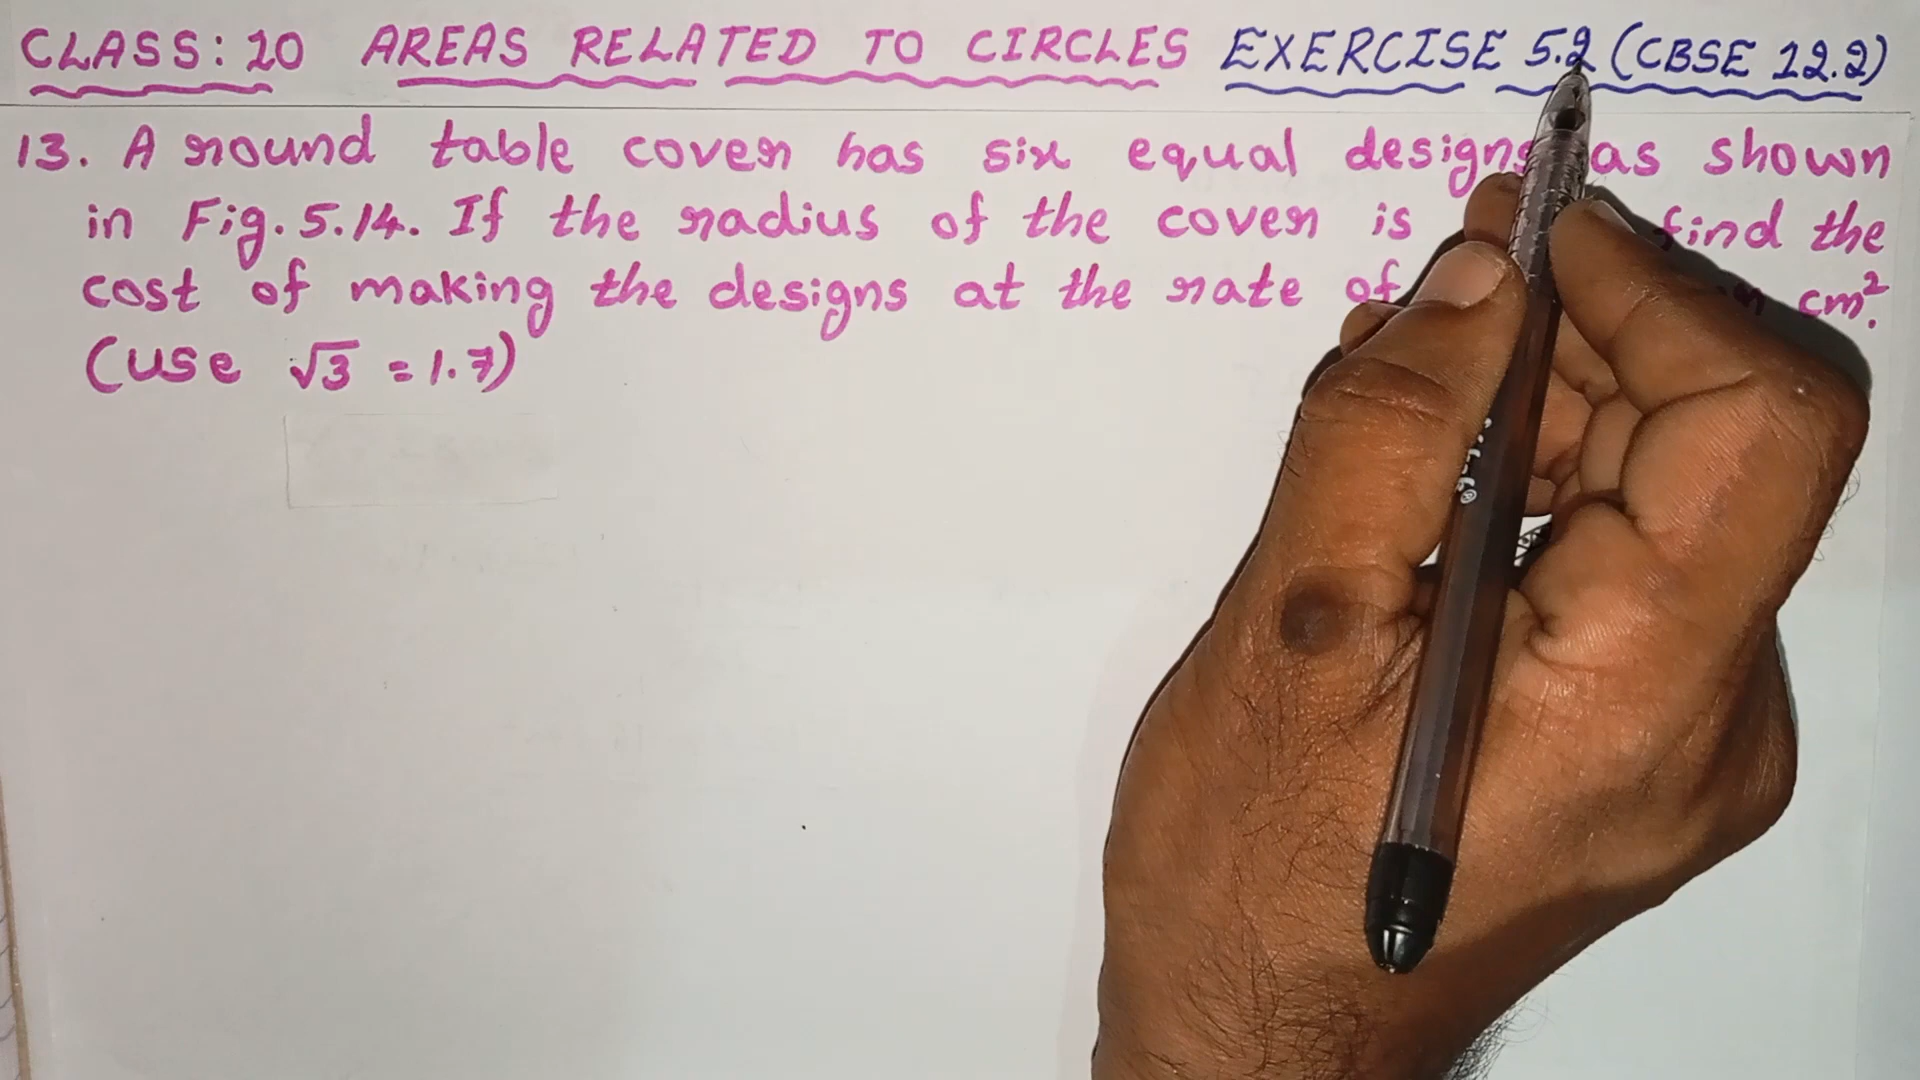 CLASS: 10 AREAS RELATED TO CIRCLES EXERCISE 5.2 (CBSE 12.2)
13. A round table cover has six equal designs as shown
in Fig. 5.14. If the radius of the cover is find the
cost of making the designs at the rate of cm².
(use √3 = 1.7)